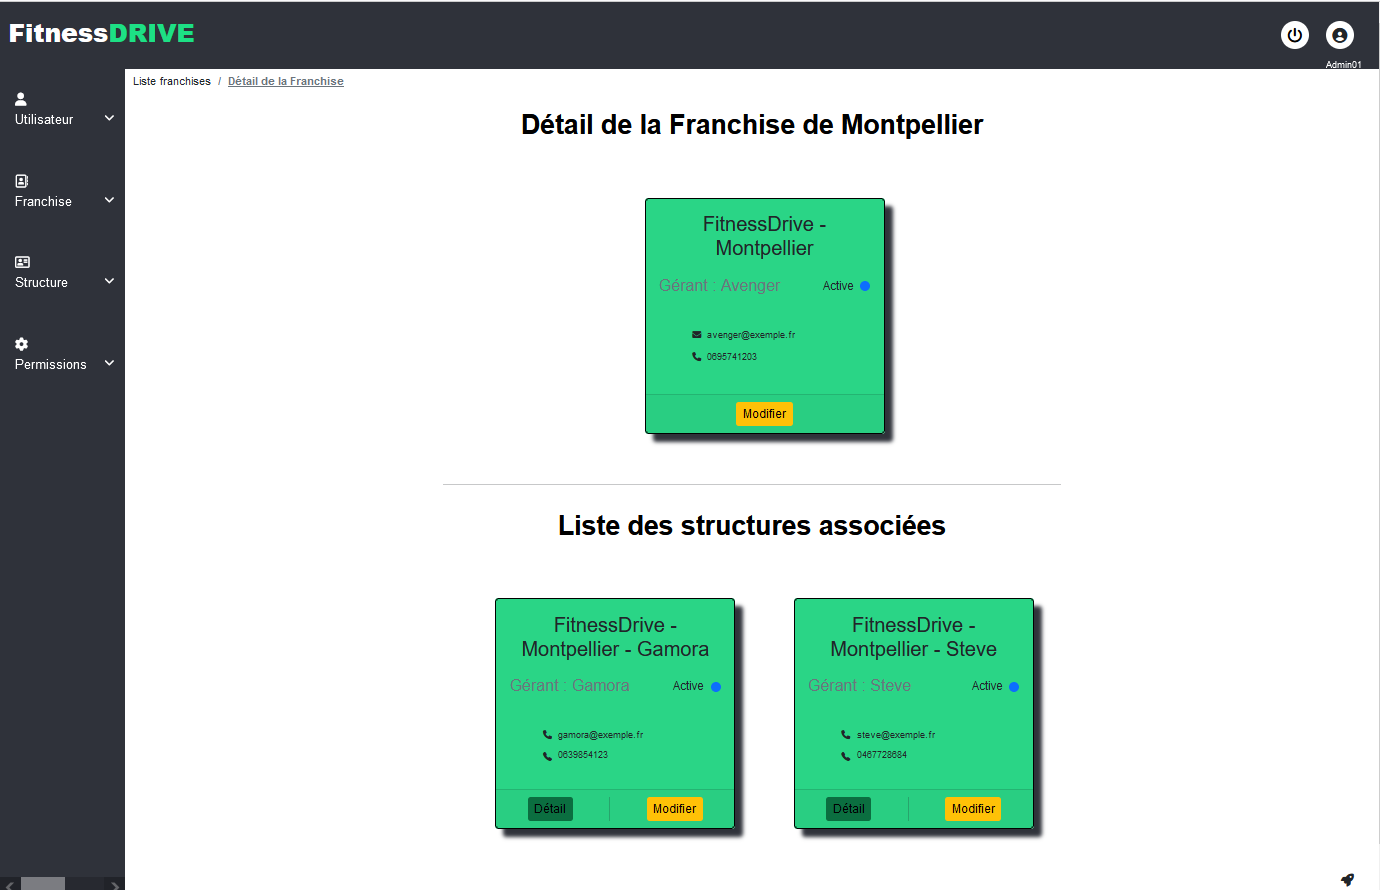 FitnessDRIVE
Admin01
Utilisateur
Franchise
Structure
Permissions
Liste franchises / Détail de la Franchise
Détail de la Franchise de Montpellier
FitnessDrive -
Montpellier
Gérant : Avenger Active
avenger@exemple.fr
0695741203
Modifier
Liste des structures associées
FitnessDrive -
Montpellier - Gamora
Gérant : Gamora Active
gamora@exemple.fr
0639854123
Détail Modifier
FitnessDrive -
Montpellier - Steve
Gérant : Steve Active
steve@exemple.fr
0467728684
Détail Modifier